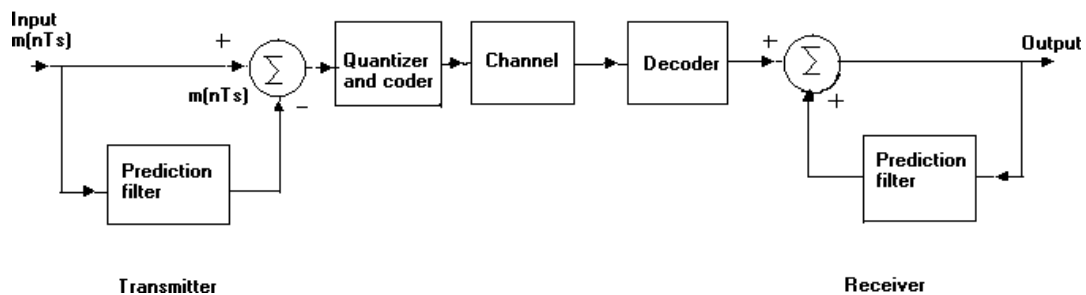 Input
m(nTs)
+
Σ
m(nTs)
−
Quantizer
and coder
Channel
Decoder
+
Σ
+
Output
Prediction
filter
Prediction
filter
Transmitter
Receiver